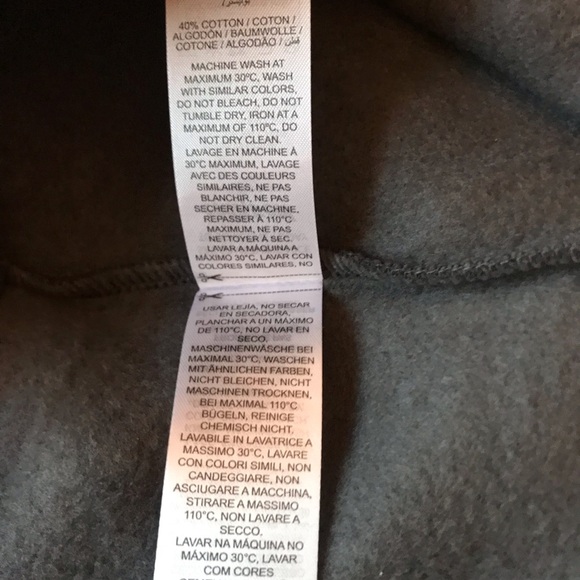 40% COTTON / COTON /
ALGODÓN / BAUMWOLLE /
COTONE / ALGODÃO / قطن
MACHINE WASH AT
MAXIMUM 30ºC, WASH
WITH SIMILAR COLORS,
DO NOT BLEACH, DO NOT
TUMBLE DRY, IRON AT A
MAXIMUM OF 110ºC, DO
NOT DRY CLEAN.
LAVAGE EN MACHINE À
30°C MAXIMUM, LAVAGE
AVEC DES COULEURS
SIMILAIRES, NE PAS
BLANCHIR, NE PAS
SECHER EN MACHINE,
REPASSER À 110°C
MAXIMUM, NE PAS
NETTOYER À SEC.
LAVAR A MÁQUINA A
MÁXIMO 30°C, LAVAR CON
COLORES SIMILARES, NO
USAR LEJÍA, NO SECAR
EN SECADORA,
PLANCHAR A UN MÁXIMO
DE 110°C, NO LAVAR EN
SECO.
MASCHINENWÄSCHE BEI
MAXIMAL 30°C, WASCHEN
MIT ÄHNLICHEN FARBEN,
NICHT BLEICHEN, NICHT
MASCHINEN TROCKNEN,
BEI MAXIMAL 110°C
BÜGELN, REINIGE
CHEMISCH NICHT.
LAVABILE IN LAVATRICE A
MASSIMO 30°C, LAVARE
CON COLORI SIMILI, NON
CANDEGGIARE, NON
ASCIUGARE A MACCHINA,
STIRARE A MASSIMO
110°C, NON LAVARE A
SECCO.
LAVAR NA MÁQUINA NO
MÁXIMO 30°C, LAVAR
COM CORES